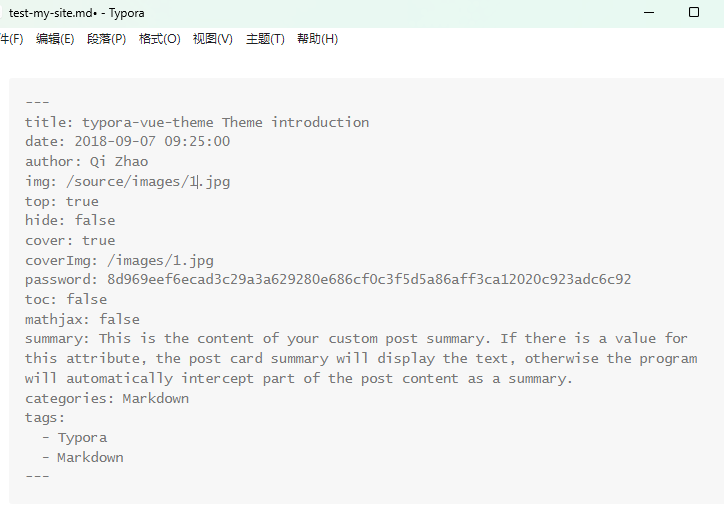 test-my-site.md• - Typora
件(F) 编辑(E) 段落(P) 格式(O) 视图(V) 主题(T) 帮助(H)
---
title: typora-vue-theme Theme introduction
date: 2018-09-07 09:25:00
author: Qi Zhao
img: /source/images/1.jpg
top: true
hide: false
cover: true
coverImg: /images/1.jpg
password: 8d969eef6ecad3c29a3a629280e686cf0c3f5d5a86aff3ca12020c923adc6c92
toc: false
mathjax: false
summary: This is the content of your custom post summary. If there is a value for
this attribute, the post card summary will display the text, otherwise the program
will automatically intercept part of the post content as a summary.
categories: Markdown
tags:
  - Typora
  - Markdown
---